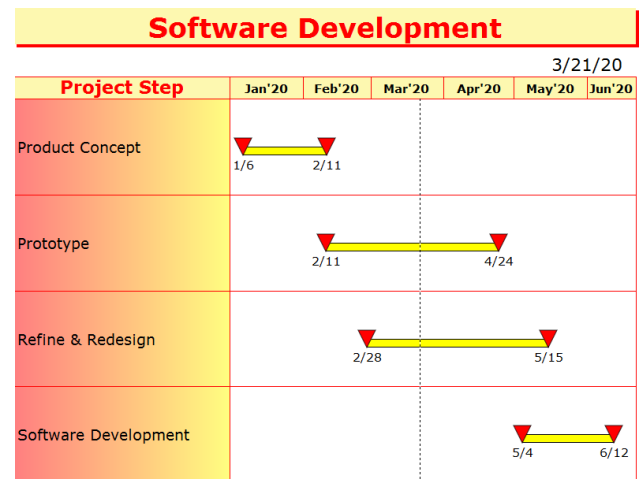 Software Development
3/21/20
Project Step Jan'20 Feb'20 Mar'20 Apr'20 May'20 Jun'20
Product Concept
1/6 2/11
Prototype
2/11 4/24
Refine & Redesign
2/28 5/15
Software Development
5/4 6/12